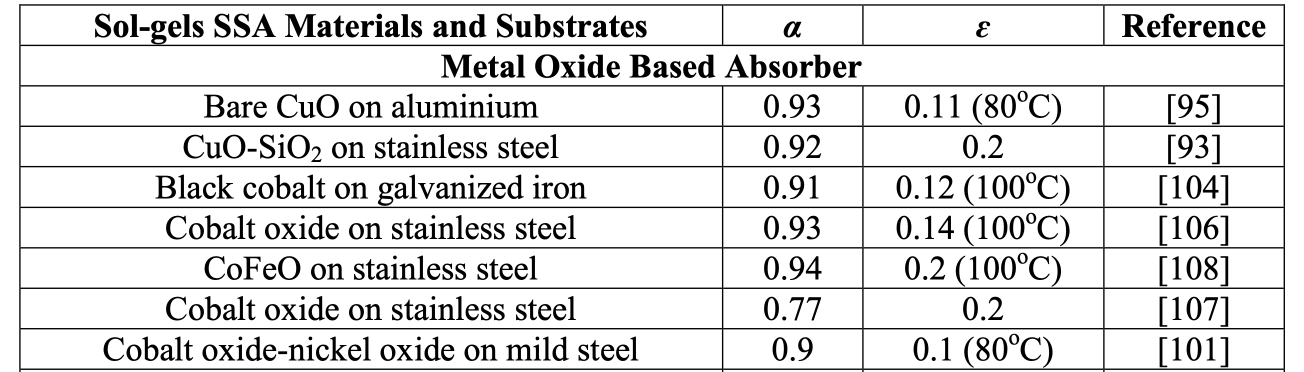 Sol-gels SSA Materials and Substrates α ε Reference
Metal Oxide Based Absorber
Bare CuO on aluminium 0.93 0.11 (80°C) [95]
CuO-SiO₂ on stainless steel 0.92 0.2 [93]
Black cobalt on galvanized iron 0.91 0.12 (100°C) [104]
Cobalt oxide on stainless steel 0.93 0.14 (100°C) [106]
CoFeO on stainless steel 0.94 0.2 (100°C) [108]
Cobalt oxide on stainless steel 0.77 0.2 [107]
Cobalt oxide-nickel oxide on mild steel 0.9 0.1 (80°C) [101]